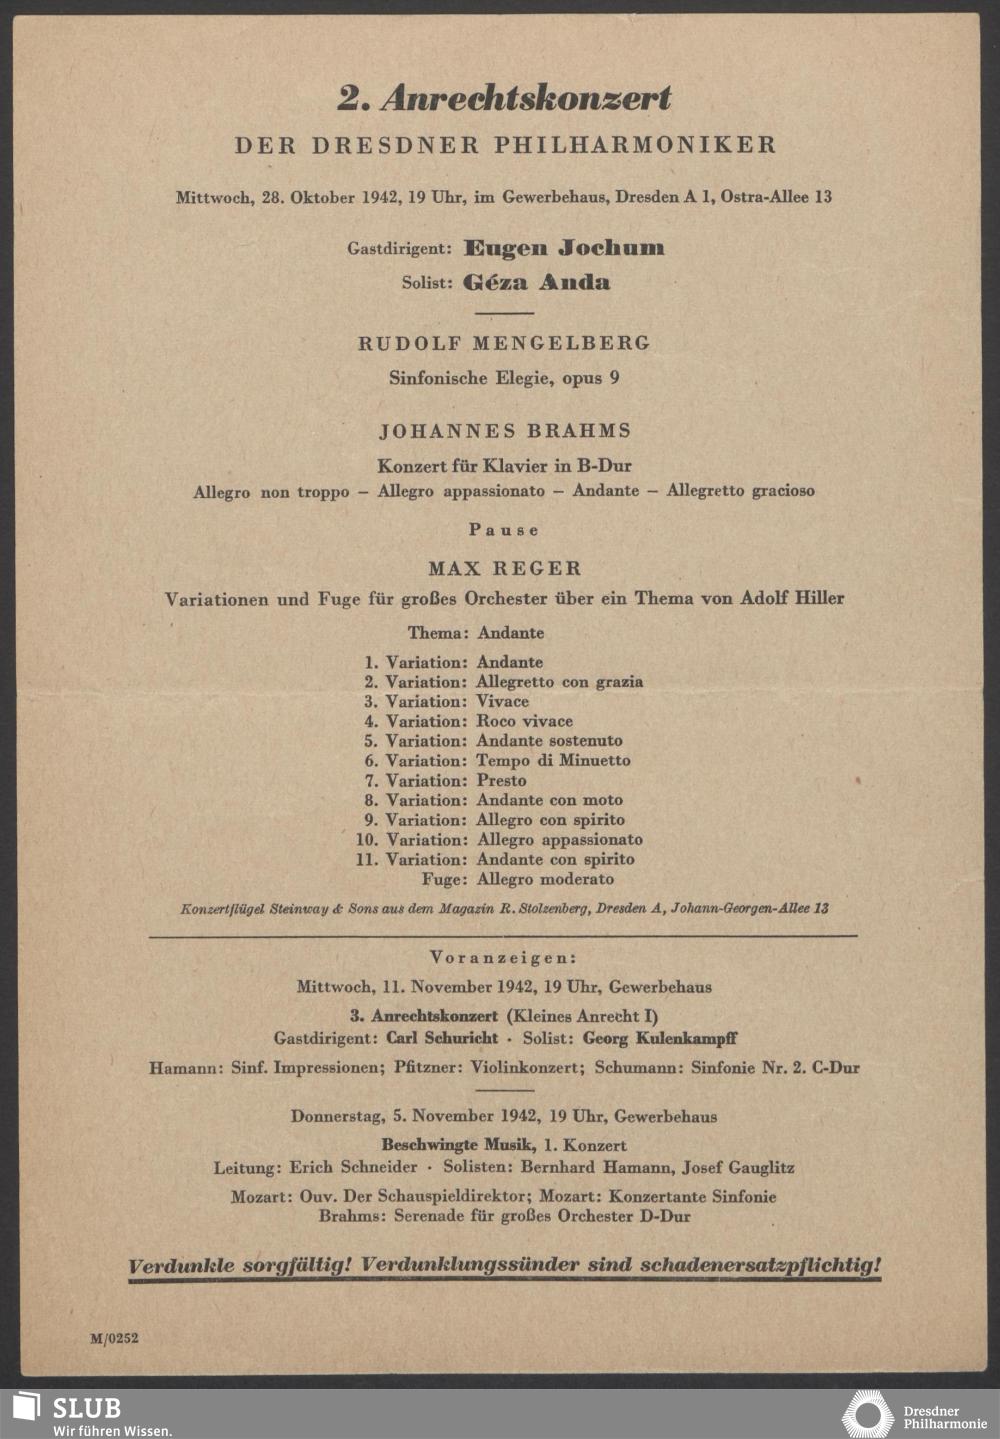 2. Anrechtskonzert
DER DRESDNER PHILHARMONIKER
Mittwoch, 28. Oktober 1942, 19 Uhr, im Gewerbehaus, Dresden A 1, Ostra-Allee 13
Gastdirigent: Eugen Jochum
Solist: Géza Anda
RUDOLF MENGELBERG
Sinfonische Elegie, opus 9
JOHANNES BRAHMS
Konzert für Klavier in B-Dur
Allegro non troppo – Allegro appassionato – Andante – Allegretto gracioso
Pause
MAX REGER
Variationen und Fuge für großes Orchester über ein Thema von Adolf Hiller
Thema: Andante
1. Variation: Andante
2. Variation: Allegretto con grazia
3. Variation: Vivace
4. Variation: Roco vivace
5. Variation: Andante sostenuto
6. Variation: Tempo di Minuetto
7. Variation: Presto
8. Variation: Andante con moto
9. Variation: Allegro con spirito
10. Variation: Allegro appassionato
11. Variation: Andante con spirito
Fuge: Allegro moderato
Konzertflügel Steinway & Sons aus dem Magazin R. Stolzenberg, Dresden A, Johann-Georgen-Allee 13
Voranzeigen:
Mittwoch, 11. November 1942, 19 Uhr, Gewerbehaus
3. Anrechtskonzert (Kleines Anrecht I)
Gastdirigent: Carl Schuricht · Solist: Georg Kulenkampff
Hamann: Sinf. Impressionen; Pfitzner: Violinkonzert; Schumann: Sinfonie Nr. 2. C-Dur
Donnerstag, 5. November 1942, 19 Uhr, Gewerbehaus
Beschwingte Musik, 1. Konzert
Leitung: Erich Schneider · Solisten: Bernhard Hamann, Josef Gauglitz
Mozart: Ouv. Der Schauspieldirektor; Mozart: Konzertante Sinfonie
Brahms: Serenade für großes Orchester D-Dur
Verdunkle sorgfältig! Verdunklungssünder sind schadenersatzpflichtig!
M/0252
SLUB
Wir führen Wissen.
Dresdner
Philharmonie